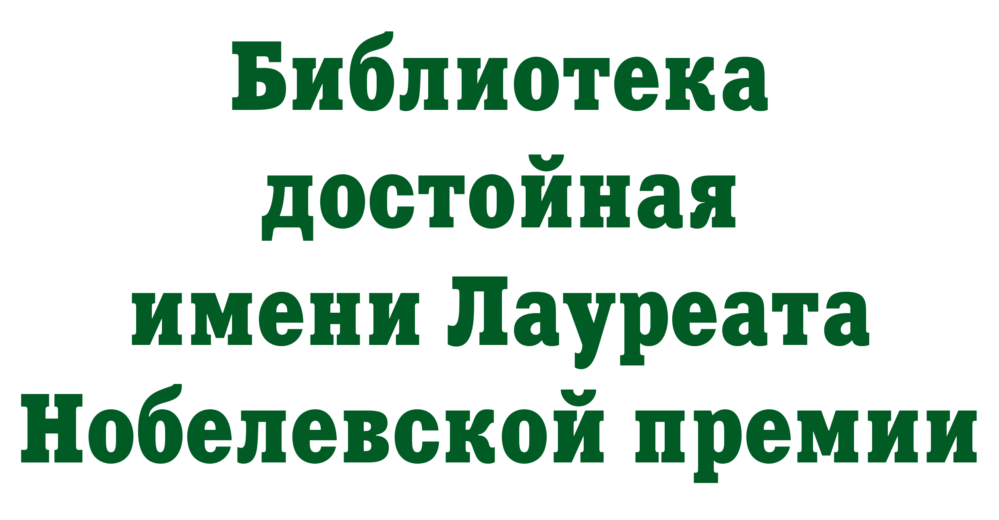 Библиотека
достойная
имени Лауреата
Нобелевской премии